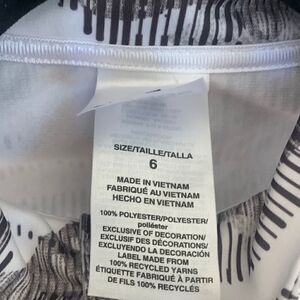 SIZE/TAILLE/TALLA
6
MADE IN VIETNAM
FABRIQUÉ AU VIETNAM
HECHO EN VIETNAM
100% POLYESTER/POLYESTER/
poliéster
EXCLUSIVE OF DECORATION/
EXCLUSIF DES DÉCORATIONS/
EXCLUYENDO DECORACIÓN
LABEL MADE FROM
100% RECYCLED YARNS
ÉTIQUETTE FABRIQUÉE À PARTIR
DE FILS 100% RECYCLÉS